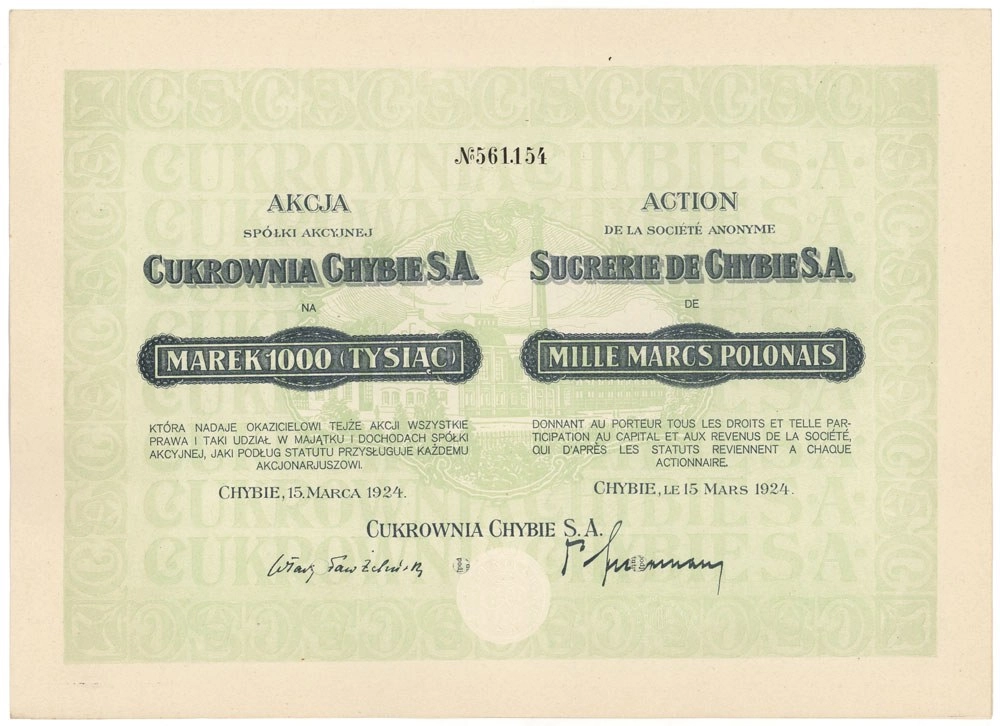 №561.154
AKCJA
SPÓŁKI AKCYJNEJ
CUKROWNIA CHYBIE S.A.
NA
MAREK 1000 (TYSIĄC)
KTÓRA NADAJE OKAZICIELOWI TEJŻE AKCJI WSZYSTKIE
PRAWA I TAKI UDZIAŁ W MAJĄTKU I DOCHODACH SPÓŁKI
AKCYJNEJ, JAKI PODŁUG STATUTU PRZYSŁUGUJE KAŻDEMU
AKCJONARJUSZOWI.
CHYBIE, 15. MARCA 1924.
ACTION
DE LA SOCIÉTÉ ANONYME
SUCRERIE DE CHYBIE S.A.
DE
MILLE MARCS POLONAIS
DONNANT AU PORTEUR TOUS LES DROITS ET TELLE PAR-
TICIPATION AU CAPITAL ET AUX REVENUS DE LA SOCIÉTÉ,
QUI D'APRÈS LES STATUTS REVIENNENT A CHAQUE
ACTIONNAIRE.
CHYBIE, LE 15 MARS 1924.
CUKROWNIA CHYBIE S.A.
CUKROWNIA CHYBIE S.A.